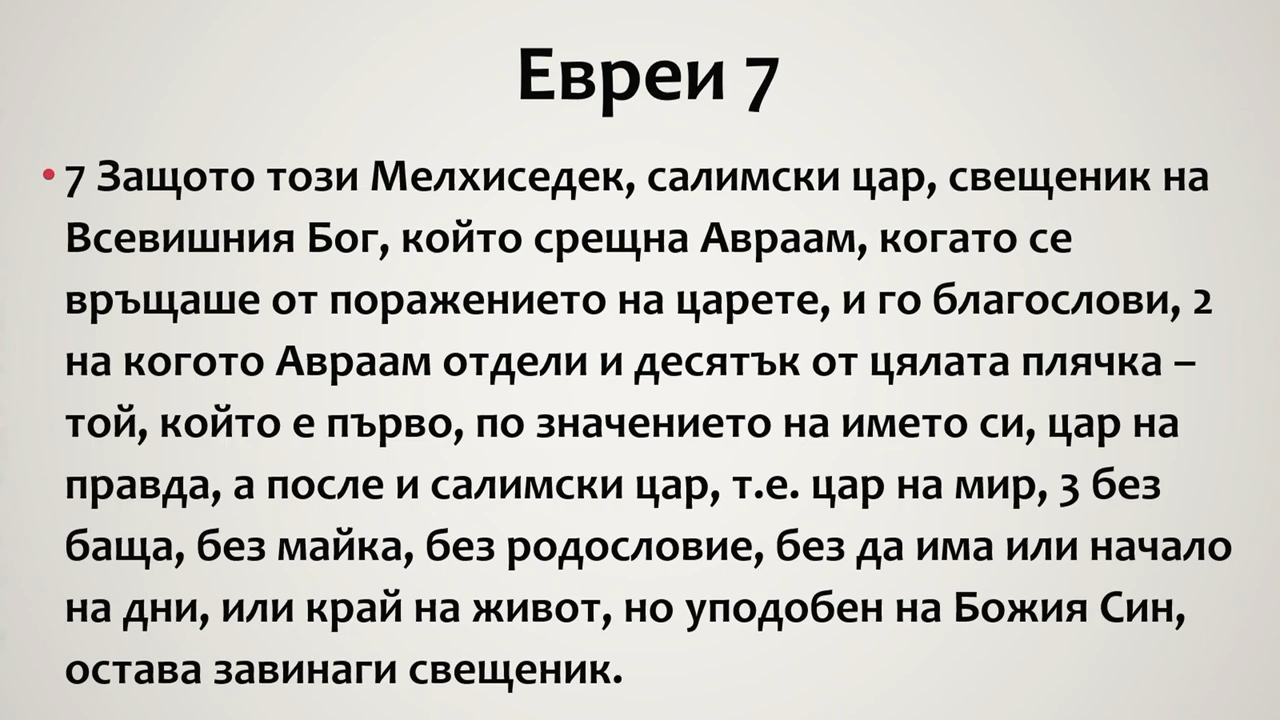 Евреи 7
• 7 Защото този Мелхиседек, салимски цар, свещеник на
Всевишния Бог, който срещна Авраам, когато се
връщаше от поражението на царете, и го благослови, 2
на когото Авраам отдели и десятък от цялата плячка –
той, който е първо, по значението на името си, цар на
правда, а после и салимски цар, т.е. цар на мир, 3 без
баща, без майка, без родословие, без да има или начало
на дни, или край на живот, но уподобен на Божия Син,
остава завинаги свещеник.